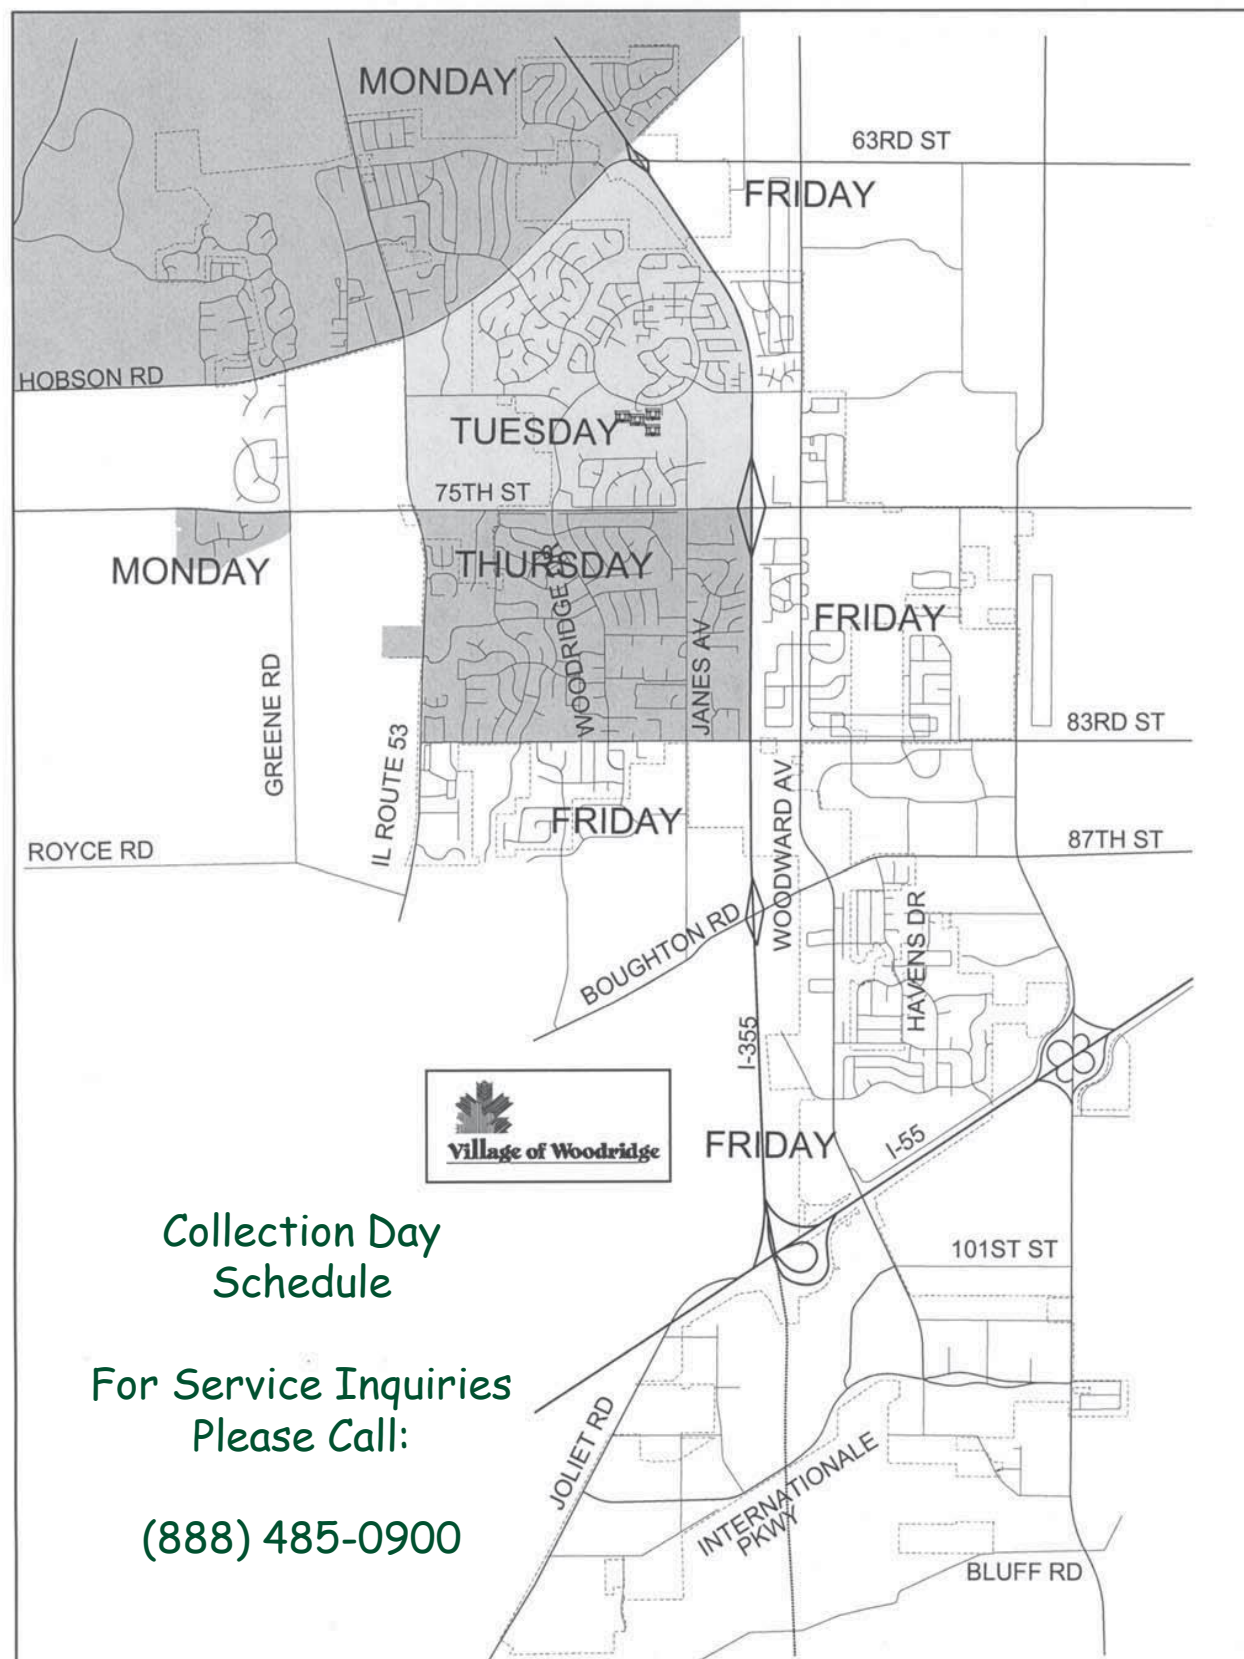 MONDAY
63RD ST
FRIDAY
HOBSON RD
TUESDAY
75TH ST
MONDAY
THURSDAY
WOODRIDGE DR
FRIDAY
JANES AV
GREENE RD
IL ROUTE 53
83RD ST
FRIDAY
WOODWARD AV
ROYCE RD
87TH ST
HAVENS DR
BOUGHTON RD
I-355
Village of Woodridge
FRIDAY
I-55
Collection Day
Schedule
101ST ST
For Service Inquiries
Please Call:
JOLIET RD
INTERNATIONALE
PKWY
(888) 485-0900
BLUFF RD